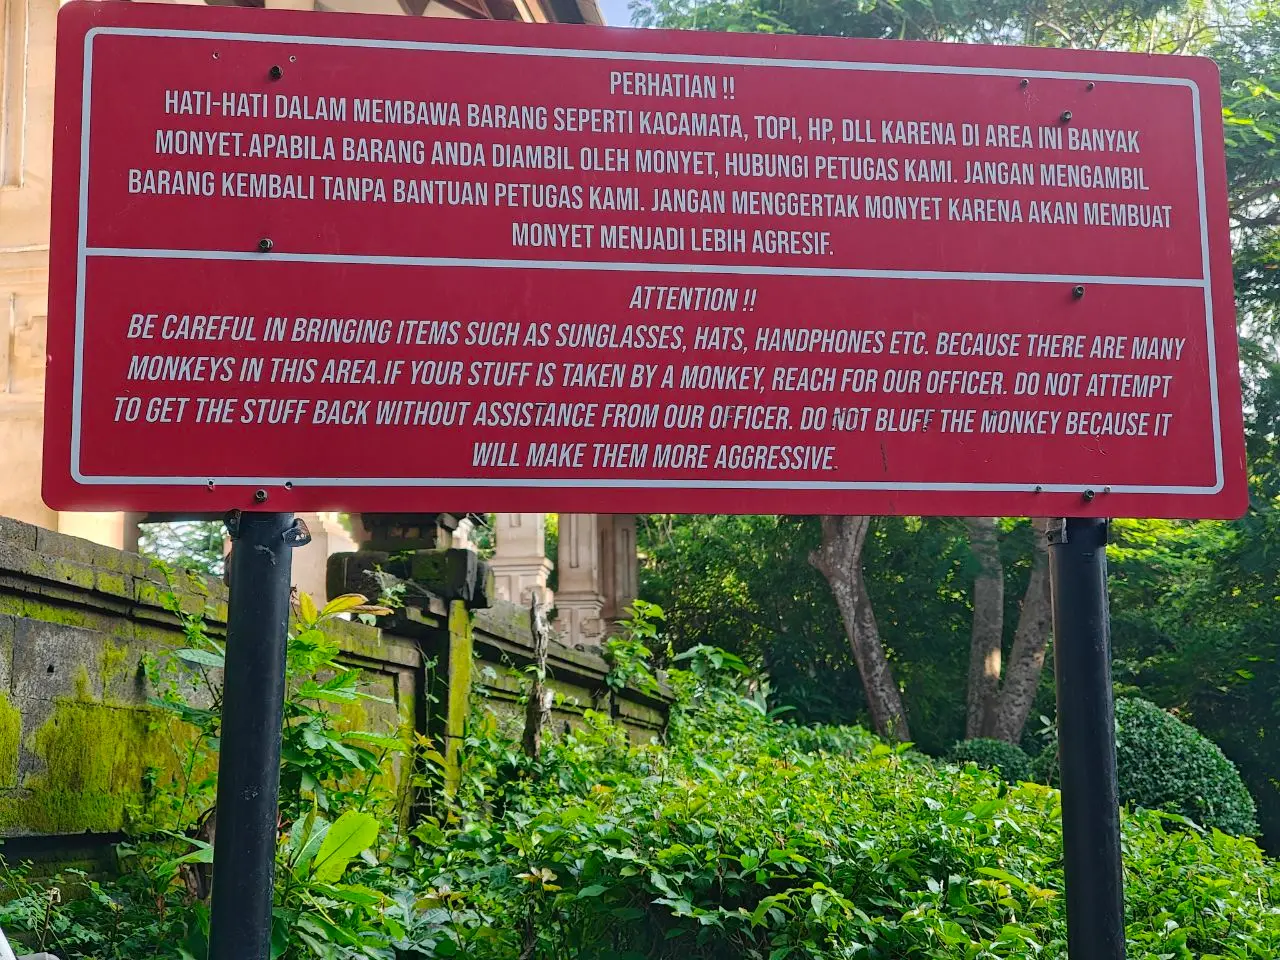 PERHATIAN !!
HATI-HATI DALAM MEMBAWA BARANG SEPERTI KACAMATA, TOPI, HP, DLL KARENA DI AREA INI BANYAK
MONYET.APABILA BARANG ANDA DIAMBIL OLEH MONYET, HUBUNGI PETUGAS KAMI. JANGAN MENGAMBIL
BARANG KEMBALI TANPA BANTUAN PETUGAS KAMI. JANGAN MENGGERTAK MONYET KARENA AKAN MEMBUAT
MONYET MENJADI LEBIH AGRESIF.
ATTENTION !!
BE CAREFUL IN BRINGING ITEMS SUCH AS SUNGLASSES, HATS, HANDPHONES ETC. BECAUSE THERE ARE MANY
MONKEYS IN THIS AREA.IF YOUR STUFF IS TAKEN BY A MONKEY, REACH FOR OUR OFFICER. DO NOT ATTEMPT
TO GET THE STUFF BACK WITHOUT ASSISTANCE FROM OUR OFFICER. DO NOT BLUFF THE MONKEY BECAUSE IT
WILL MAKE THEM MORE AGGRESSIVE.